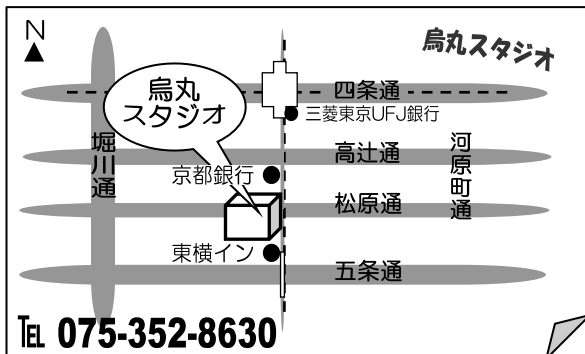 N
烏丸スタジオ
烏丸
スタジオ
四条通
三菱東京UFJ銀行
堀川通
高辻通
河原町通
京都銀行
松原通
東横イン
五条通
TEL 075-352-8630